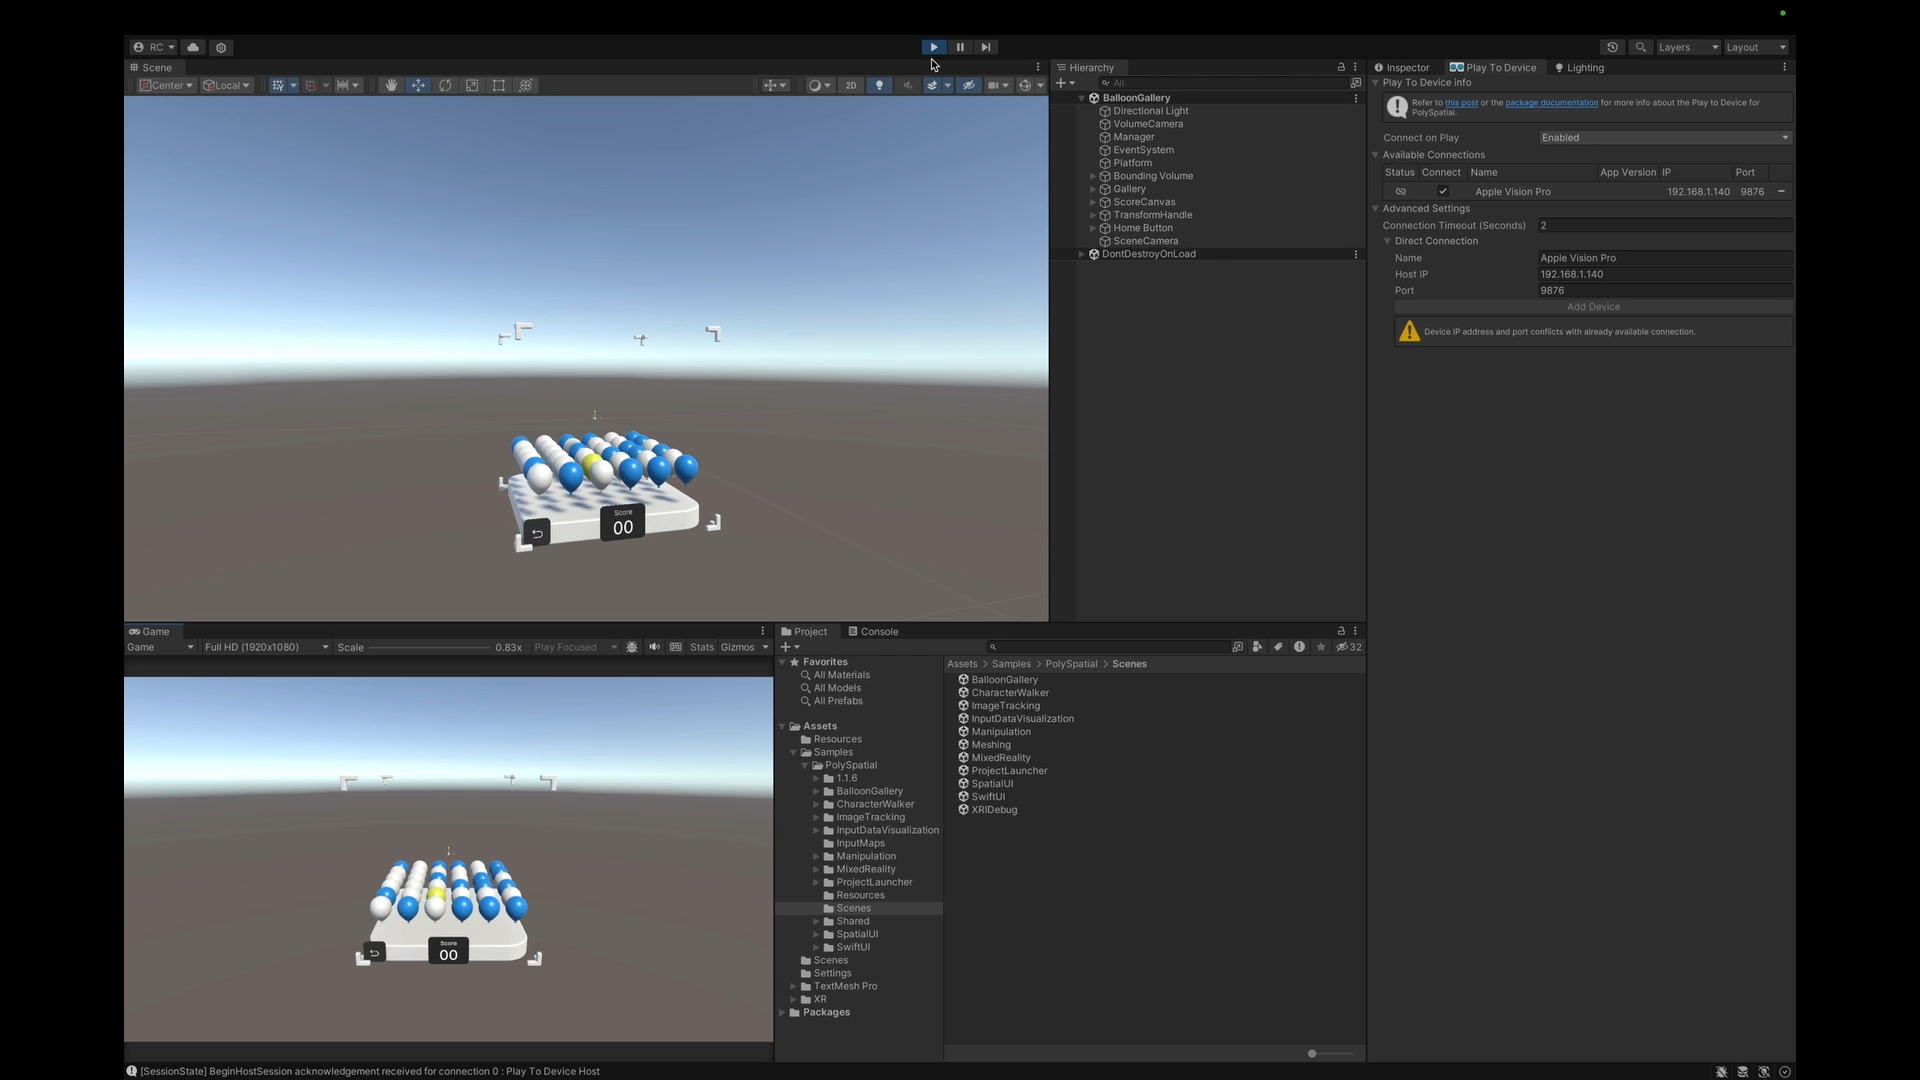 RC
Layers
Layout
Scene
Center
Local
2D
Hierarchy
All
BalloonGallery
Directional Light
VolumeCamera
Manager
EventSystem
Platform
Bounding Volume
Gallery
ScoreCanvas
TransformHandle
Home Button
SceneCamera
DontDestroyOnLoad
Score
00
Inspector
Play To Device
Lighting
Play To Device info
Refer to this post or the package documentation for more info about the Play to Device for
PolySpatial.
Connect on Play
Enabled
Available Connections
Status Connect Name App Version IP Port
Apple Vision Pro 192.168.1.140 9876
Advanced Settings
Connection Timeout (Seconds) 2
Direct Connection
Name Apple Vision Pro
Host IP 192.168.1.140
Port 9876
Add Device
Device IP address and port conflicts with already available connection.
Game
Game Full HD (1920x1080) Scale 0.83x Play Focused Stats Gizmos
Score
00
Project
Console
32
Favorites
All Materials
All Models
All Prefabs
Assets
Resources
Samples
PolySpatial
1.1.6
BalloonGallery
CharacterWalker
ImageTracking
InputDataVisualization
InputMaps
Manipulation
MixedReality
ProjectLauncher
Resources
Scenes
Shared
SpatialUI
SwiftUI
Scenes
Settings
TextMesh Pro
XR
Packages
Assets > Samples > PolySpatial > Scenes
BalloonGallery
CharacterWalker
ImageTracking
InputDataVisualization
Manipulation
Meshing
MixedReality
ProjectLauncher
SpatialUI
SwiftUI
XRIDebug
[SessionState] BeginHostSession acknowledgement received for connection 0 : Play To Device Host